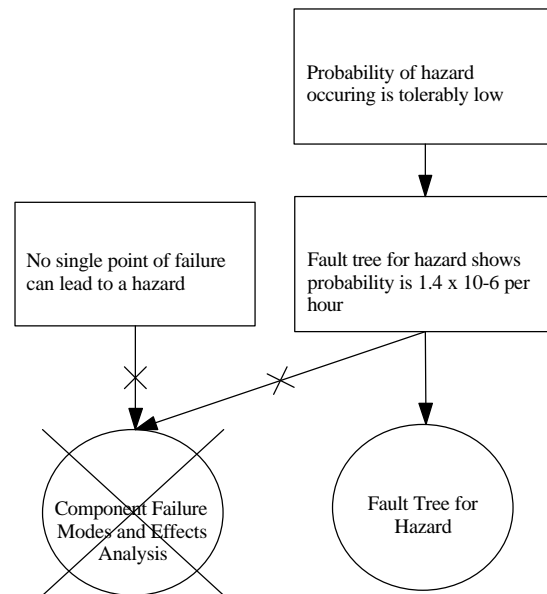 Probability of hazard
occuring is tolerably low
No single point of failure
can lead to a hazard
Fault tree for hazard shows
probability is 1.4 x 10-6 per
hour
Component Failure
Modes and Effects
Analysis
Fault Tree for
Hazard